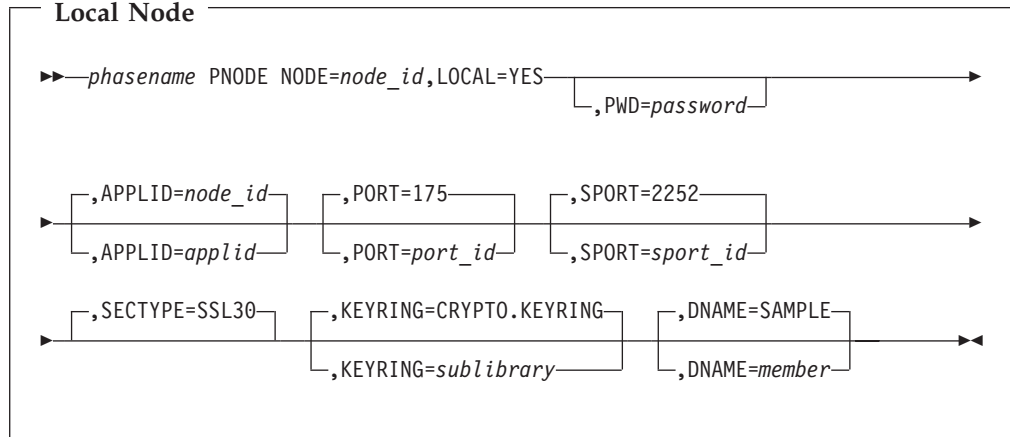 Local Node
phasename PNODE NODE=node_id,LOCAL=YES
,PWD=password
,APPLID=node_id ,PORT=175 ,SPORT=2252
,APPLID=applid ,PORT=port_id ,SPORT=sport_id
,SECTYPE=SSL30 ,KEYRING=CRYPTO.KEYRING ,DNAME=SAMPLE
,KEYRING=sublibrary ,DNAME=member